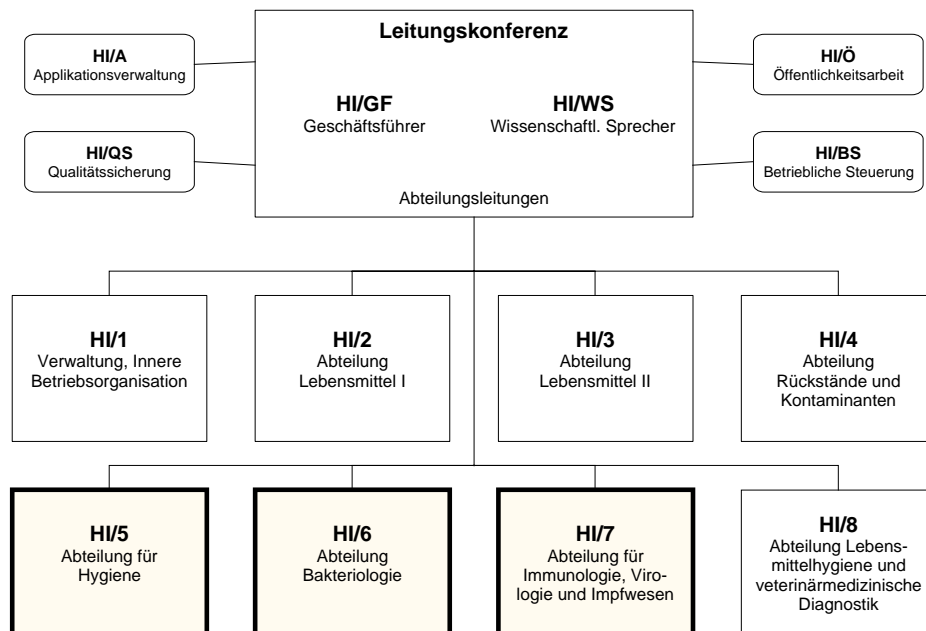 Leitungskonferenz
HI/A
Applikationsverwaltung
HI/Ö
Öffentlichkeitsarbeit
HI/GF
Geschäftsführer
HI/WS
Wissenschaftl. Sprecher
HI/QS
Qualitätssicherung
HI/BS
Betriebliche Steuerung
Abteilungsleitungen
HI/1
Verwaltung, Innere
Betriebsorganisation
HI/2
Abteilung
Lebensmittel I
HI/3
Abteilung
Lebensmittel II
HI/4
Abteilung
Rückstände und
Kontaminanten
HI/5
Abteilung für
Hygiene
HI/6
Abteilung
Bakteriologie
HI/7
Abteilung für
Immunologie, Viro-
logie und Impfwesen
HI/8
Abteilung Lebens-
mittelhygiene und
veterinärmedizinische
Diagnostik